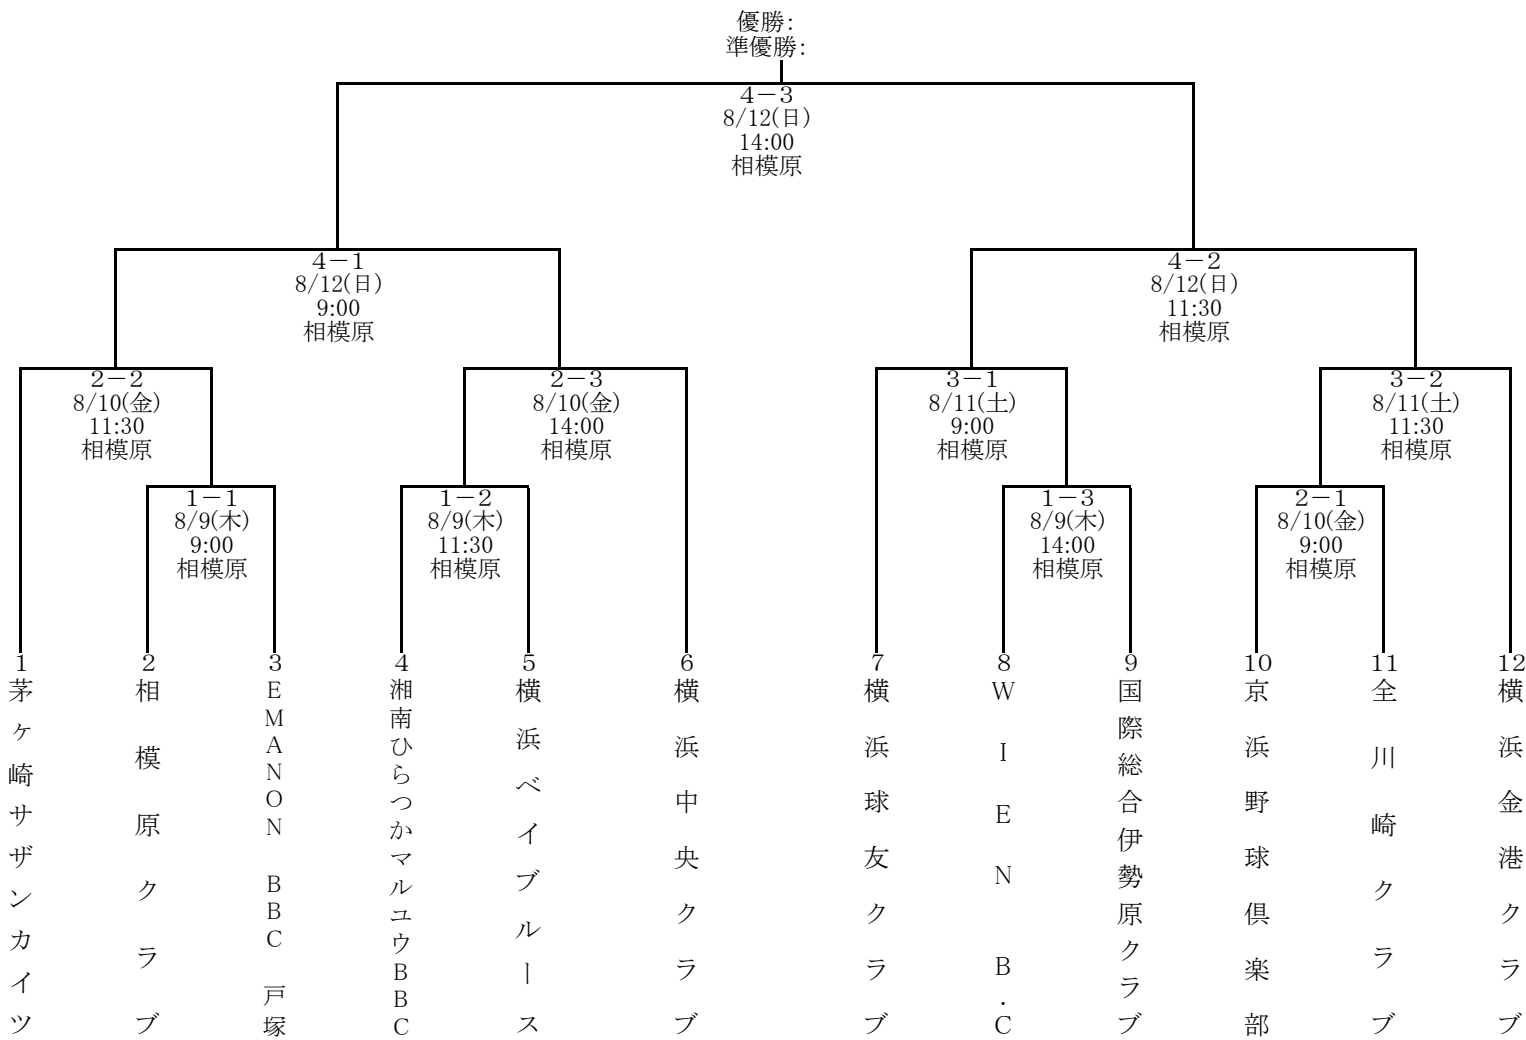 優勝:
準優勝:
4－3
8/12(日)
14:00
相模原
4－1
8/12(日)
9:00
相模原
4－2
8/12(日)
11:30
相模原
2－2
8/10(金)
11:30
相模原
2－3
8/10(金)
14:00
相模原
3－1
8/11(土)
9:00
相模原
3－2
8/11(土)
11:30
相模原
1－1
8/9(木)
9:00
相模原
1－2
8/9(木)
11:30
相模原
1－3
8/9(木)
14:00
相模原
2－1
8/10(金)
9:00
相模原
1
茅ヶ崎サザンカイツ
2
相模原クラブ
3
EMANON BBC 戸塚
4
湘南ひらつかマルユウBBC
5
横浜ベイブルース
6
横浜中央クラブ
7
横浜球友クラブ
8
WIEN B.C
9
国際総合伊勢原クラブ
10
京浜野球倶楽部
11
全川崎クラブ
12
横浜金港クラブ